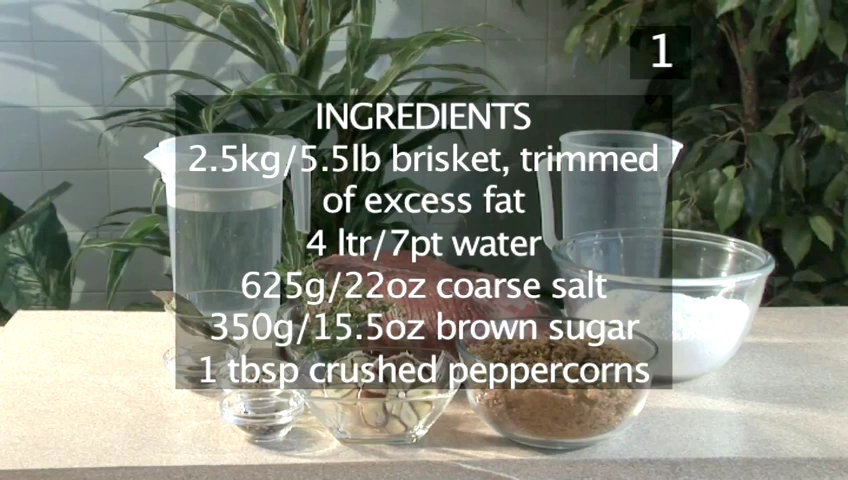 1
INGREDIENTS
2.5kg/5.5lb brisket, trimmed
of excess fat
4 ltr/7pt water
625g/22oz coarse salt
350g/15.5oz brown sugar
1 tbsp crushed peppercorns